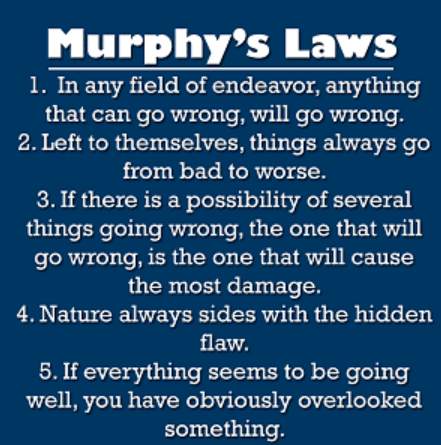 Murphy's Laws
1. In any field of endeavor, anything
that can go wrong, will go wrong.
2. Left to themselves, things always go
from bad to worse.
3. If there is a possibility of several
things going wrong, the one that will
go wrong, is the one that will cause
the most damage.
4. Nature always sides with the hidden
flaw.
5. If everything seems to be going
well, you have obviously overlooked
something.